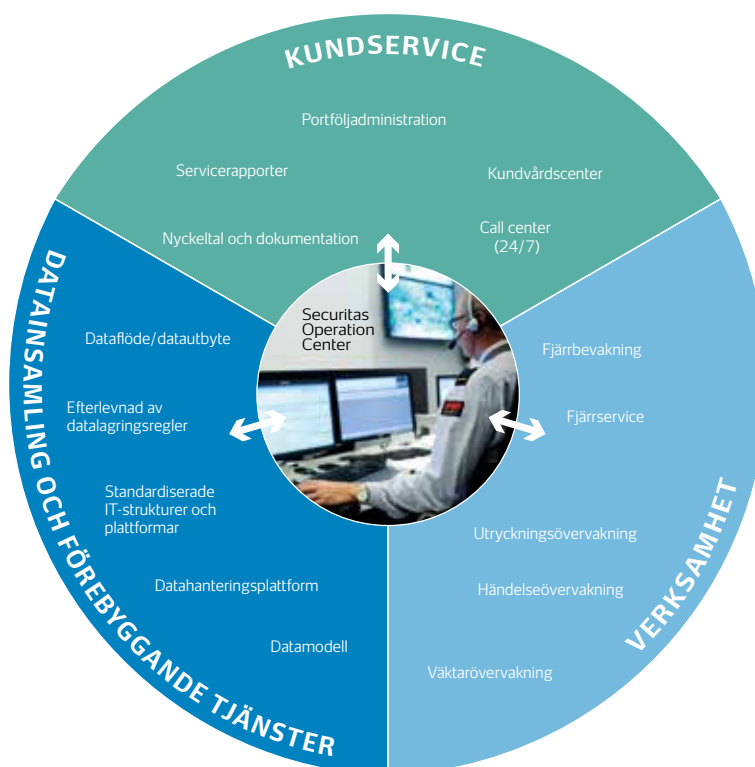 KUNDSERVICE
Portföljadministration
Servicerapporter
Kundvårdscenter
Nyckeltal och dokumentation
Call center
(24/7)
Securitas
Operation
Center
DATAINSAMLING OCH FÖREBYGGANDE TJÄNSTER
Dataflöde/datautbyte
Efterlevnad av
datalagringsregler
Standardiserade
IT-strukturer och
plattformar
Datahanteringsplattform
Datamodell
Fjärrbevakning
Fjärrservice
Utryckningsövervakning
Händelseövervakning
Väktarövervakning
VERKSAMHET